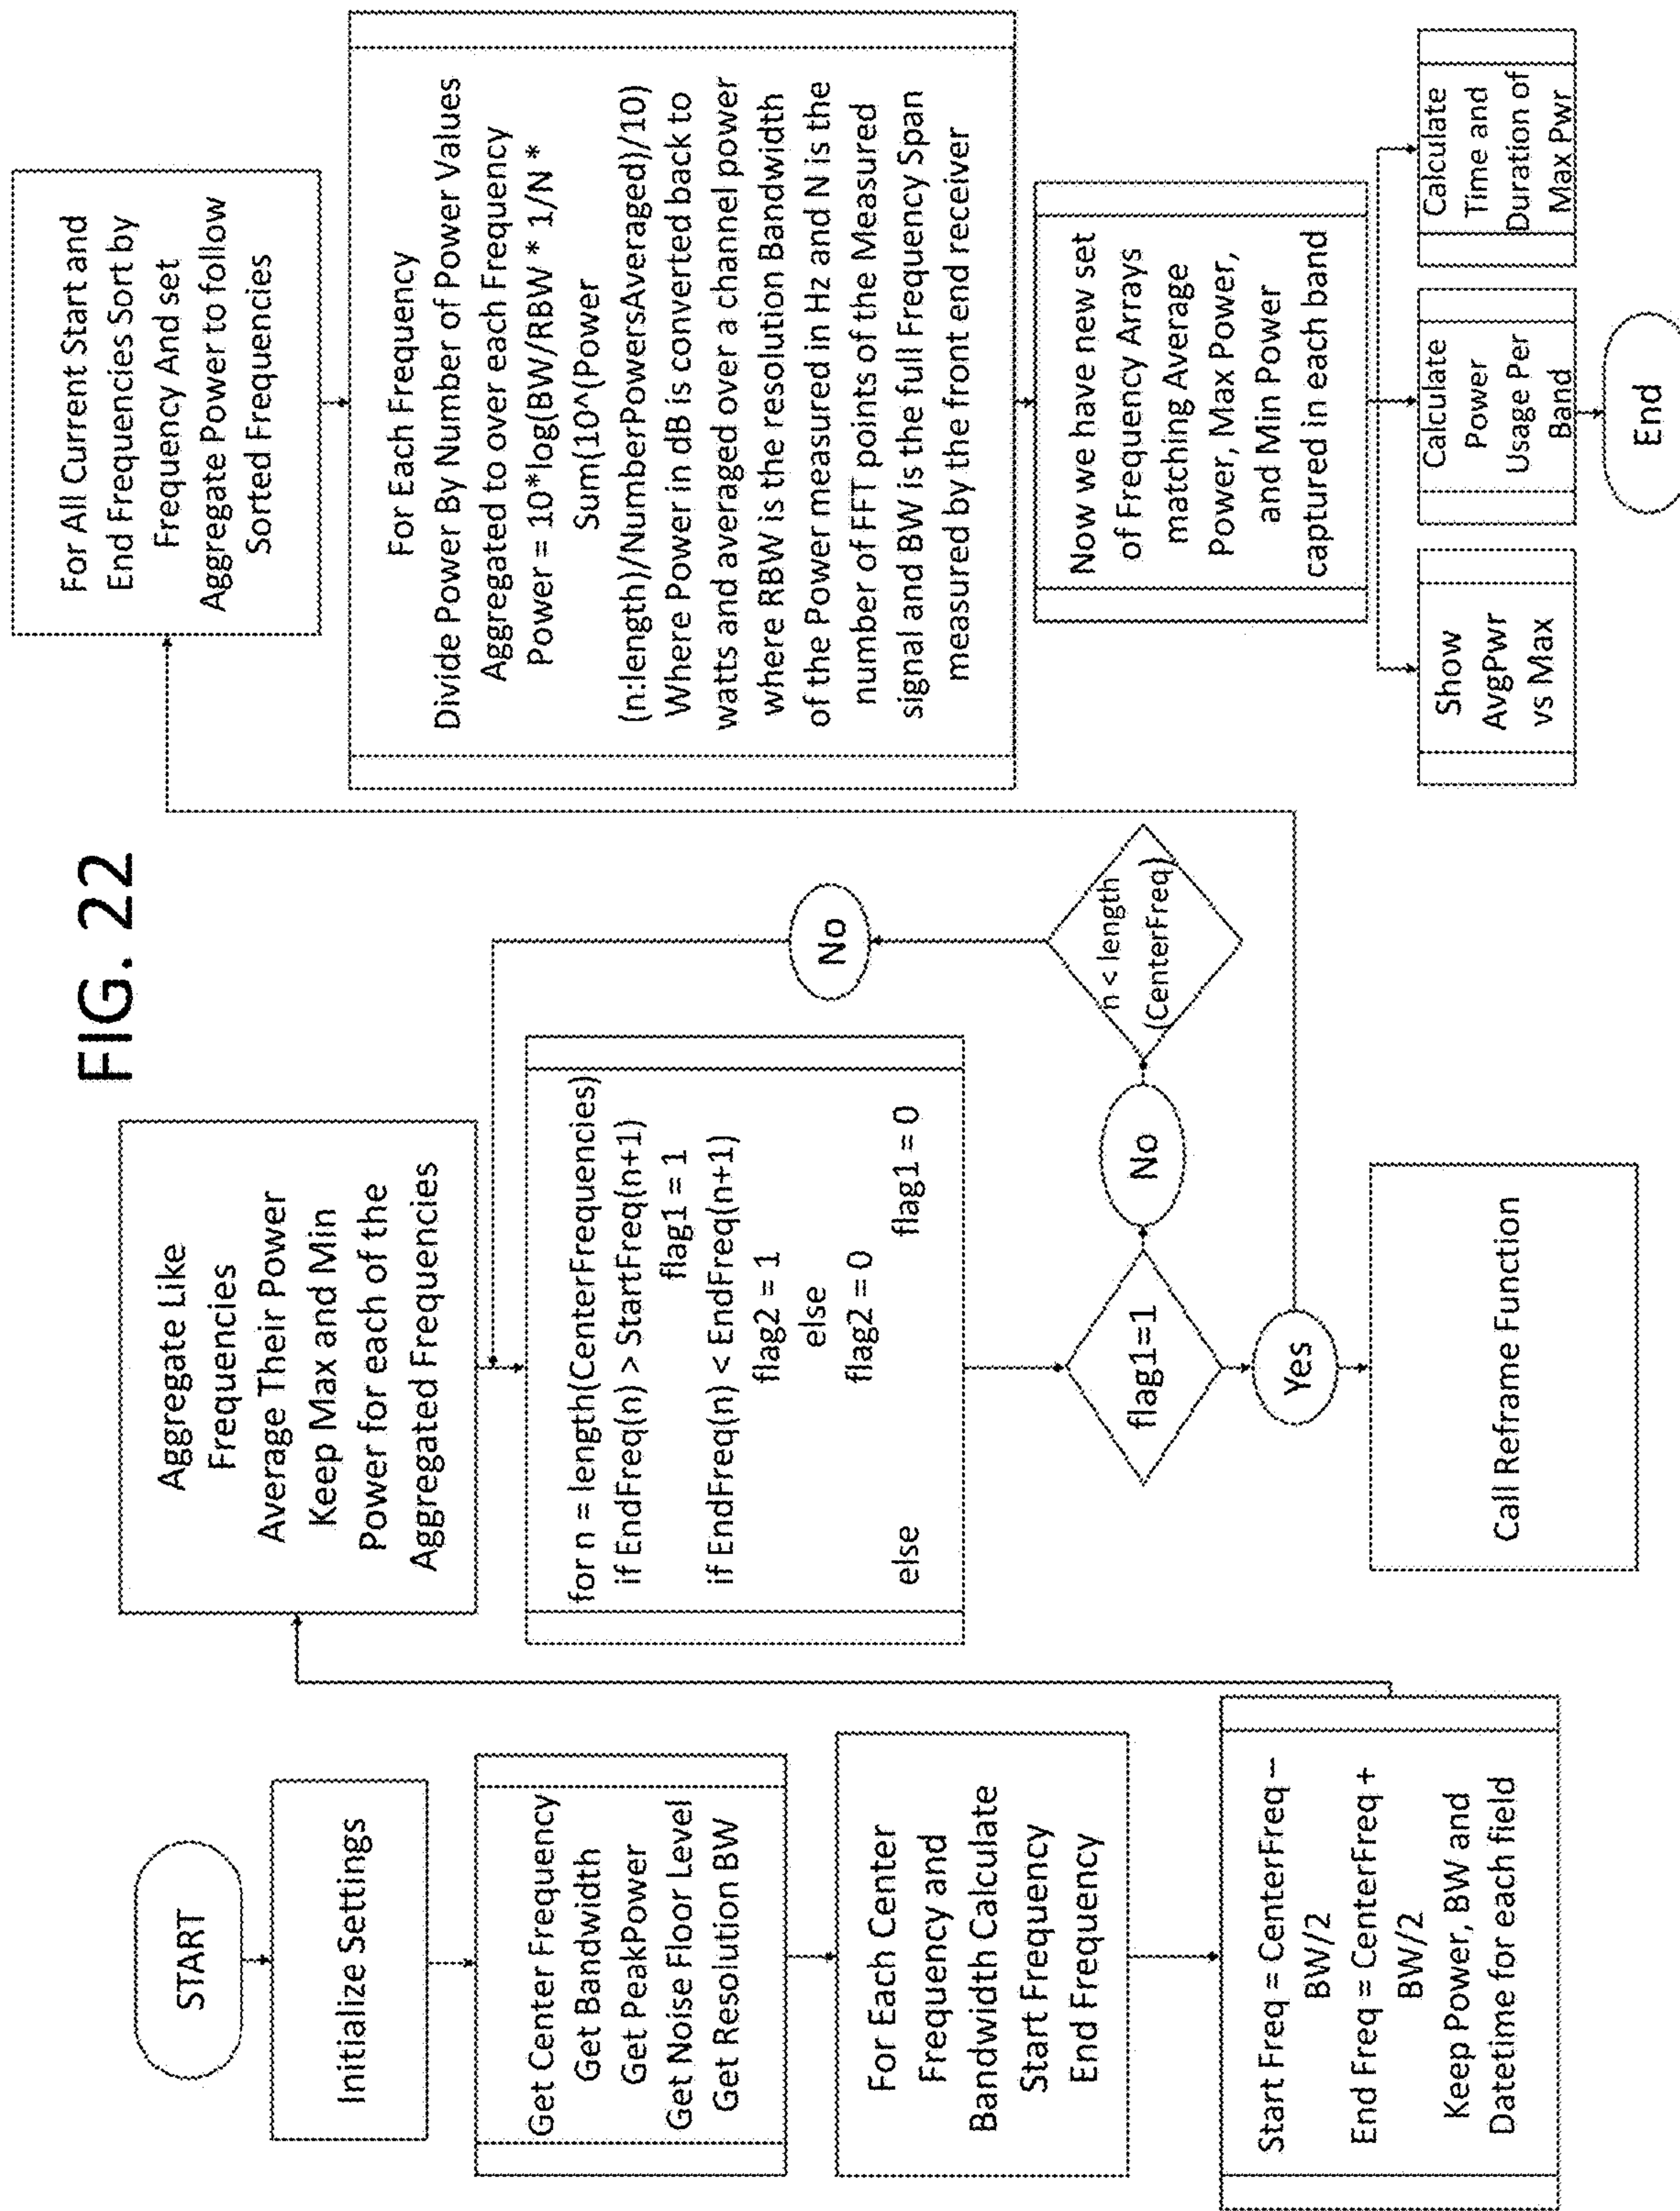 FIG. 22
START
Initialize Settings
Get Center Frequency
Get Bandwidth
Get PeakPower
Get Noise Floor Level
Get Resolution BW
For Each Center
Frequency and
Bandwidth Calculate
Start Frequency
End Frequency
Start Freq = CenterFreq –
BW/2
End Freq = CenterFreq +
BW/2
Keep Power, BW and
Datetime for each field
Aggregate Like
Frequencies
Average Their Power
Keep Max and Min
Power for each of the
Aggregated Frequencies
for n = length(CenterFrequencies)
if EndFreq(n) > StartFreq(n+1)
flag1 = 1
if EndFreq(n) < EndFreq(n+1)
flag2 = 1
else
flag2 = 0
else flag1 = 0
flag1=1
No
n < length
(CenterFreq)
No
Yes
Call Reframe Function
For All Current Start and
End Frequencies Sort by
Frequency And set
Aggregate Power to follow
Sorted Frequencies
For Each Frequency
Divide Power By Number of Power Values
Aggregated to over each Frequency
Power = 10*log(BW/RBW * 1/N *
Sum(10^(Power
(n:length)/NumberPowersAveraged)/10)
Where Power in dB is converted back to
watts and averaged over a channel power
where RBW is the resolution Bandwidth
of the Power measured in Hz and N is the
number of FFT points of the Measured
signal and BW is the full Frequency Span
measured by the front end receiver
Now we have new set
of Frequency Arrays
matching Average
Power, Max Power,
and Min Power
captured in each band
Show
AvgPwr
vs Max
Calculate
Power
Usage Per
Band
Calculate
Time and
Duration of
Max Pwr
End